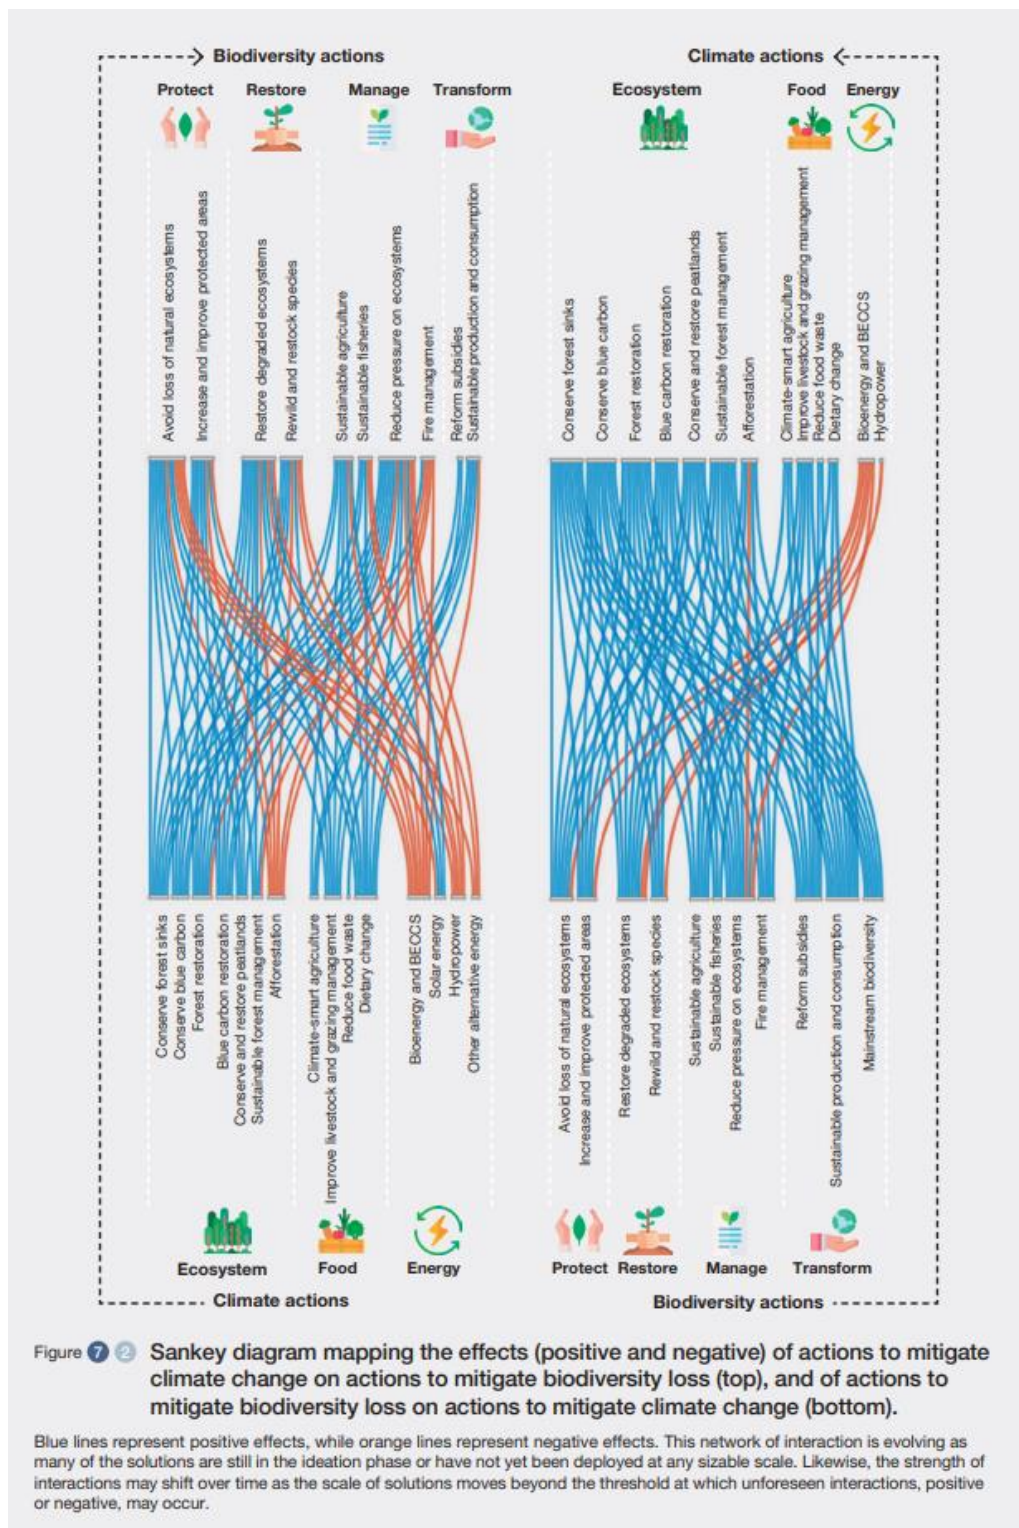 Biodiversity actions
Climate actions
Protect
Restore
Manage
Transform
Ecosystem
Food
Energy
Avoid loss of natural ecosystems
Increase and improve protected areas
Restore degraded ecosystems
Rewild and restock species
Sustainable agriculture
Sustainable fisheries
Reduce pressure on ecosystems
Fire management
Reform subsidies
Sustainable production and consumption
Conserve forest sinks
Conserve blue carbon
Forest restoration
Blue carbon restoration
Conserve and restore peatlands
Sustainable forest management
Afforestation
Climate-smart agriculture
Improve livestock and grazing management
Reduce food waste
Dietary change
Bioenergy and BECCS
Hydropower
Conserve forest sinks
Conserve blue carbon
Forest restoration
Blue carbon restoration
Conserve and restore peatlands
Sustainable forest management
Afforestation
Climate-smart agriculture
Improve livestock and grazing management
Reduce food waste
Dietary change
Bioenergy and BECCS
Solar energy
Hydropower
Other alternative energy
Avoid loss of natural ecosystems
Increase and improve protected areas
Restore degraded ecosystems
Rewild and restock species
Sustainable agriculture
Sustainable fisheries
Reduce pressure on ecosystems
Fire management
Reform subsidies
Sustainable production and consumption
Mainstream biodiversity
Ecosystem
Food
Energy
Protect
Restore
Manage
Transform
Climate actions
Biodiversity actions
Figure 7 2 Sankey diagram mapping the effects (positive and negative) of actions to mitigate
climate change on actions to mitigate biodiversity loss (top), and of actions to
mitigate biodiversity loss on actions to mitigate climate change (bottom).
Blue lines represent positive effects, while orange lines represent negative effects. This network of interaction is evolving as
many of the solutions are still in the ideation phase or have not yet been deployed at any sizable scale. Likewise, the strength of
interactions may shift over time as the scale of solutions moves beyond the threshold at which unforeseen interactions, positive
or negative, may occur.